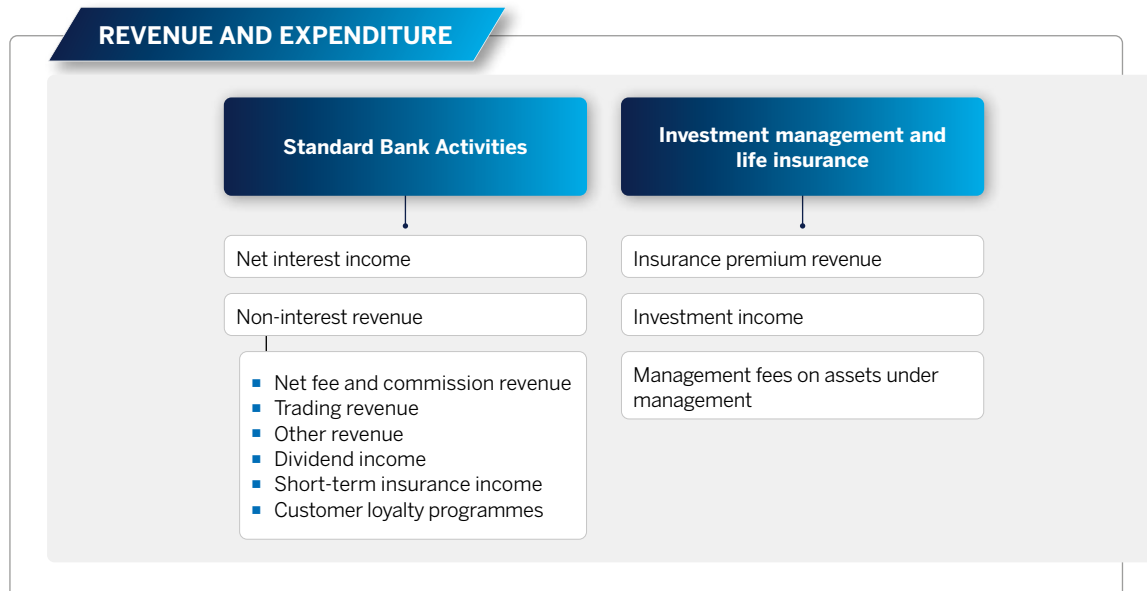 REVENUE AND EXPENDITURE
Standard Bank Activities
Net interest income
Non-interest revenue
Net fee and commission revenue
Trading revenue
Other revenue
Dividend income
Short-term insurance income
Customer loyalty programmes
Investment management and
life insurance
Insurance premium revenue
Investment income
Management fees on assets under
management